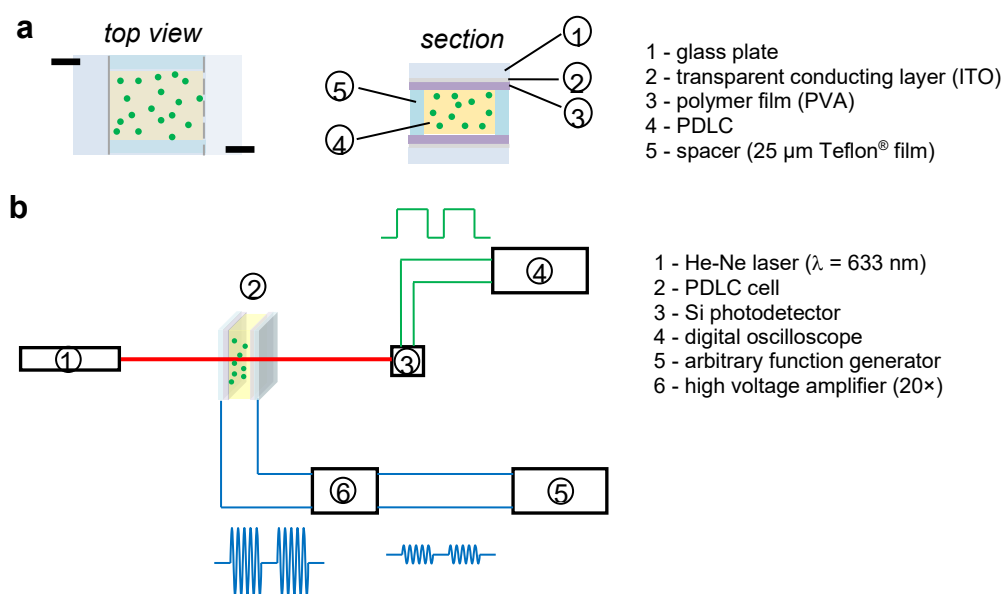 a
top view
section
1
2
3
4
5
1 - glass plate
2 - transparent conducting layer (ITO)
3 - polymer film (PVA)
4 - PDLC
5 - spacer (25 µm Teflon® film)
b
1
2
3
4
5
6
1 - He-Ne laser (λ = 633 nm)
2 - PDLC cell
3 - Si photodetector
4 - digital oscilloscope
5 - arbitrary function generator
6 - high voltage amplifier (20×)